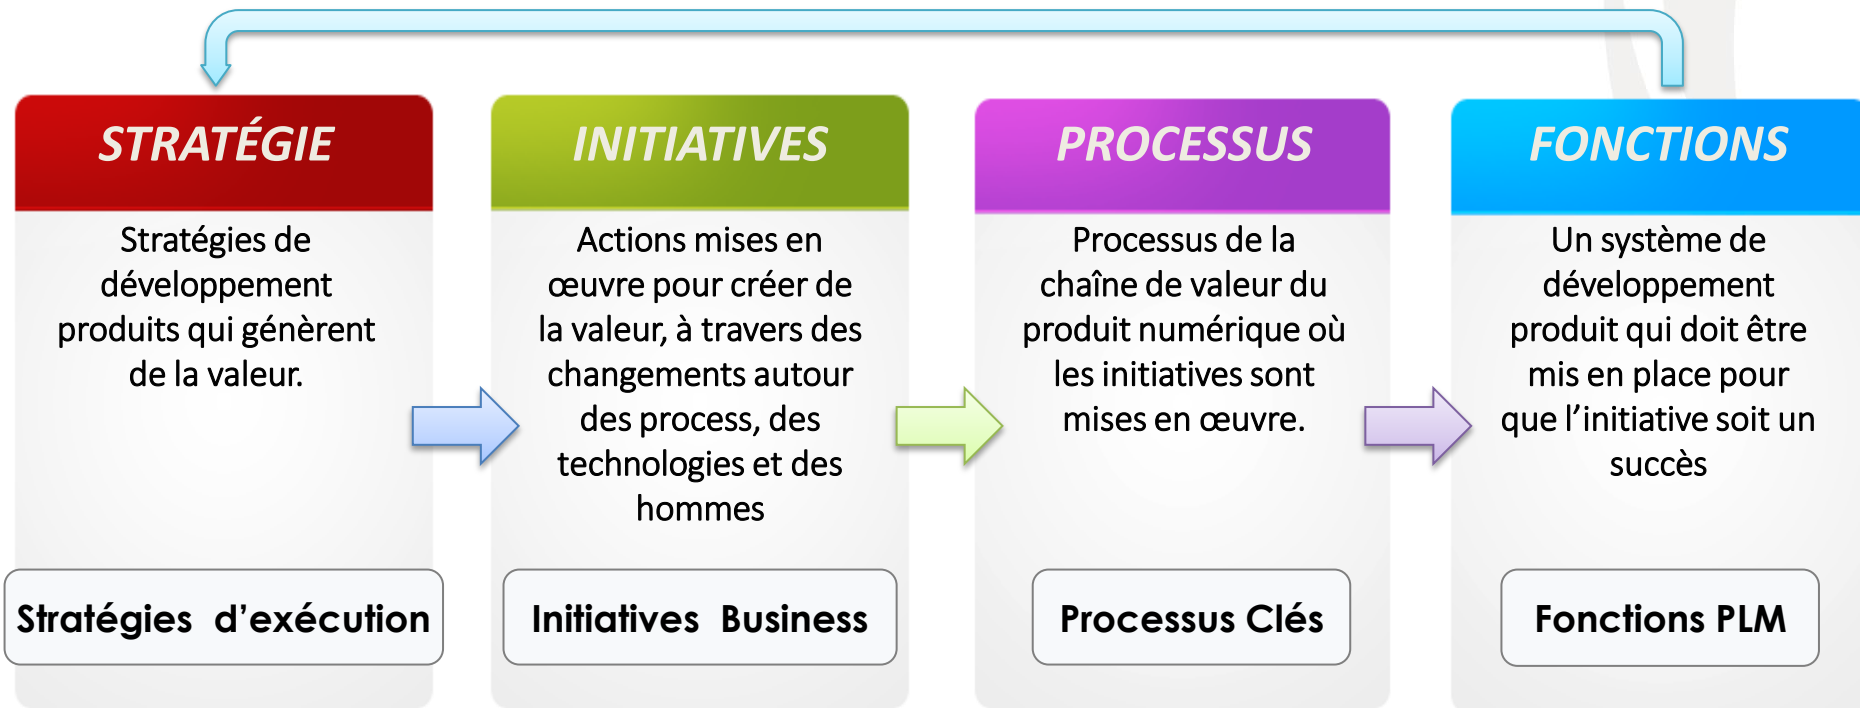 STRATÉGIE
Stratégies de
développement
produits qui génèrent
de la valeur.
Stratégies d’exécution
INITIATIVES
Actions mises en
œuvre pour créer de
la valeur, à travers des
changements autour
des process, des
technologies et des
hommes
Initiatives Business
PROCESSUS
Processus de la
chaîne de valeur du
produit numérique où
les initiatives sont
mises en œuvre.
Processus Clés
FONCTIONS
Un système de
développement
produit qui doit être
mis en place pour
que l’initiative soit un
succès
Fonctions PLM